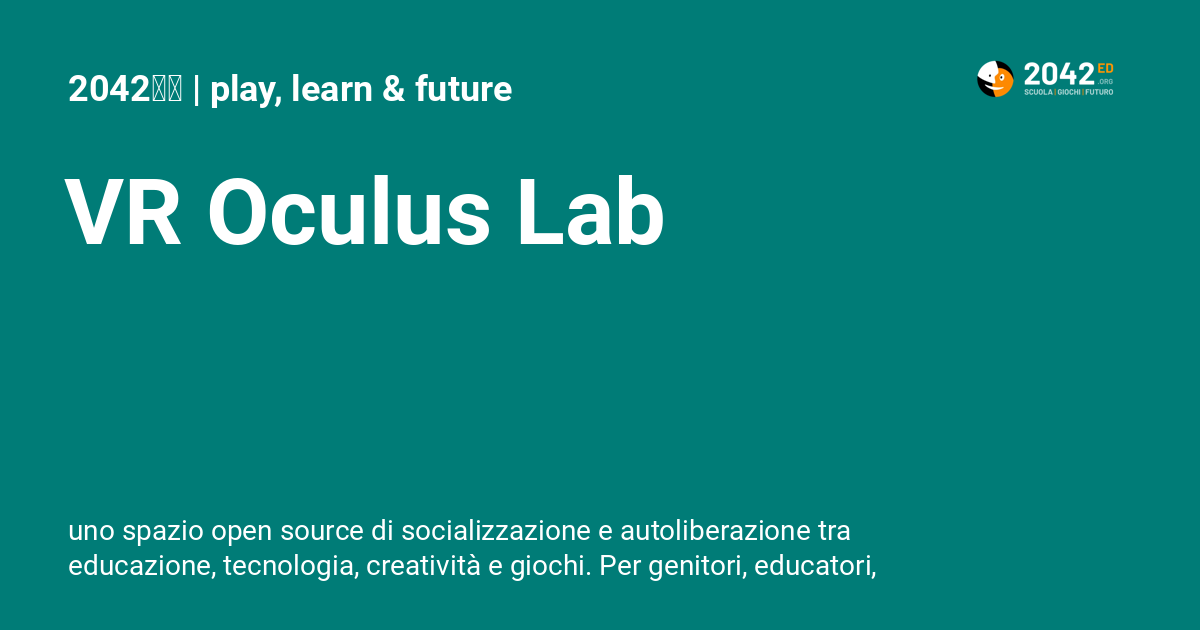 2042 | play, learn & future
2042 ED
.ORG
SCUOLA | GIOCHI | FUTURO
VR Oculus Lab
uno spazio open source di socializzazione e autoliberazione tra
educazione, tecnologia, creatività e giochi. Per genitori, educatori,